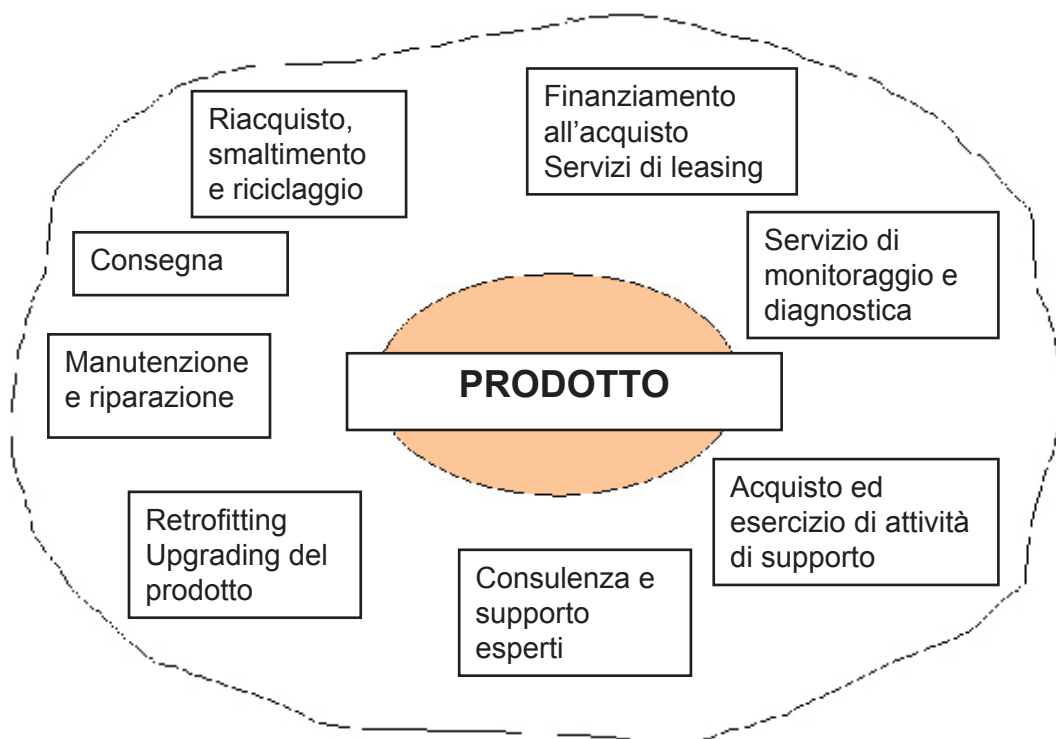 Riacquisto,
smaltimento
e riciclaggio
Finanziamento
all’acquisto
Servizi di leasing
Consegna
Servizio di
monitoraggio e
diagnostica
Manutenzione
e riparazione
PRODOTTO
Acquisto ed
esercizio di attività
di supporto
Retrofitting
Upgrading del
prodotto
Consulenza e
supporto
esperti